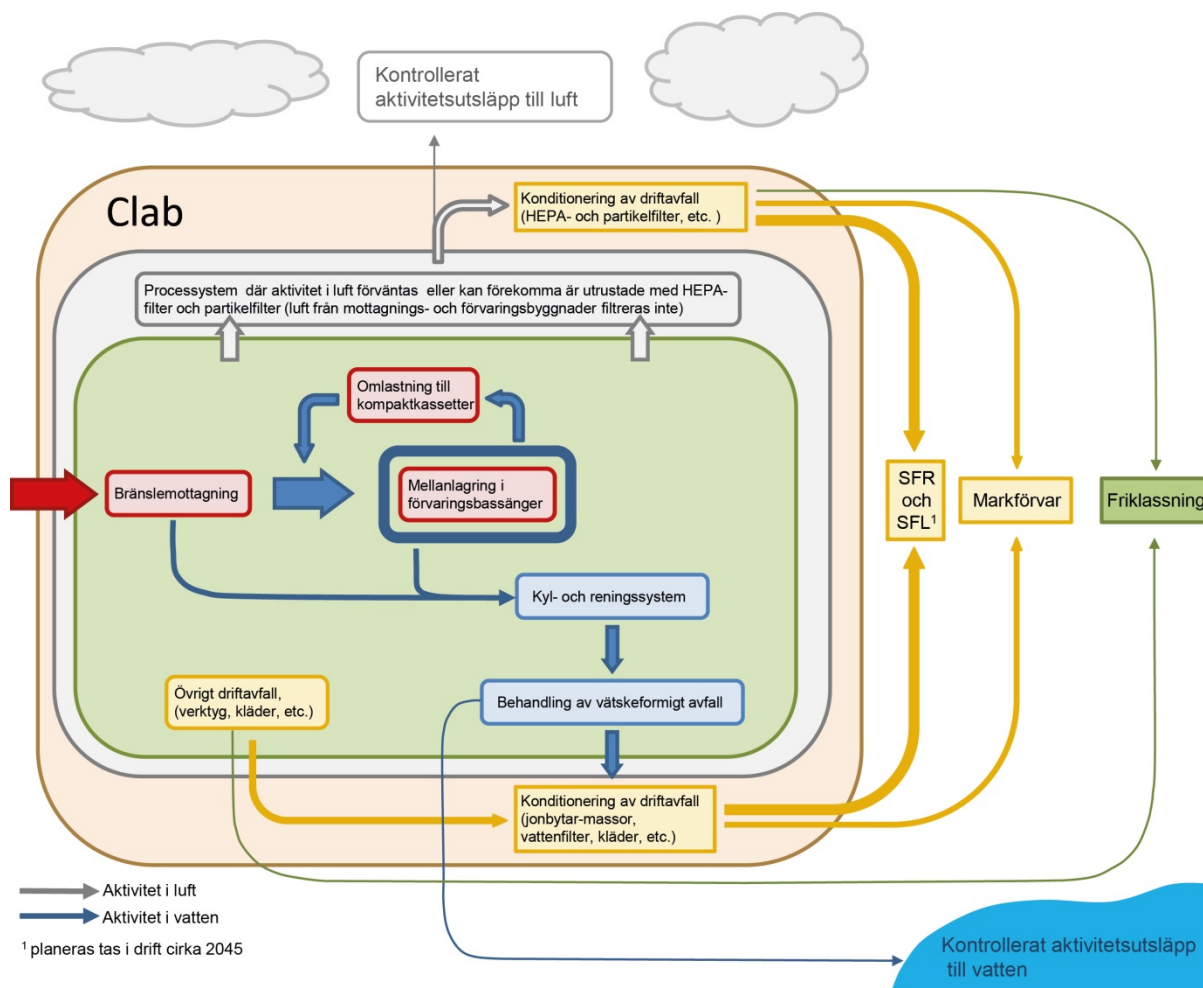 Kontrollerat
aktivitetsutsläpp till luft
Clab
Konditionering av driftavfall
(HEPA- och partikelfilter, etc. )
Processystem  där aktivitet i luft förväntas  eller kan förekomma är utrustade med HEPA-
filter och partikelfilter (luft från mottagnings- och förvaringsbyggnader filtreras inte)
Omlastning till
kompaktkassetter
Bränslemottagning
Mellanlagring i
förvaringsbassänger
SFR
och
SFL¹
Markförvar
Friklassning
Kyl- och reningssystem
Övrigt driftavfall,
(verktyg, kläder, etc.)
Behandling av vätskeformigt avfall
Konditionering av driftavfall
(jonbytar-massor,
vattenfilter, kläder, etc.)
Aktivitet i luft
Aktivitet i vatten
¹ planeras tas i drift cirka 2045
Kontrollerat aktivitetsutsläpp
till vatten